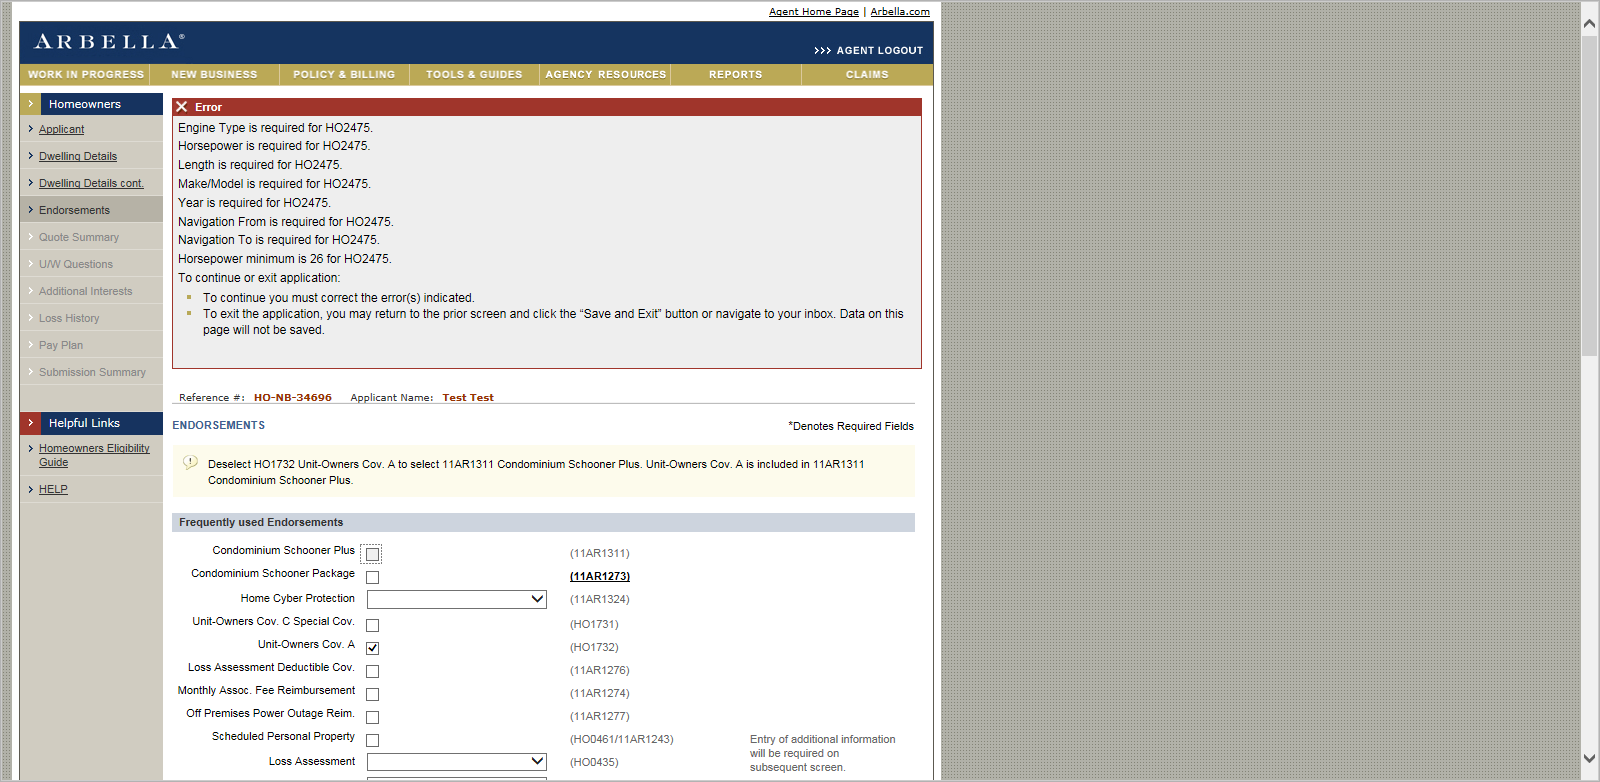 Agent Home Page | Arbella.com
ARBELLA®
>>> AGENT LOGOUT
WORK IN PROGRESS
NEW BUSINESS
POLICY & BILLING
TOOLS & GUIDES
AGENCY RESOURCES
REPORTS
CLAIMS
Homeowners
Applicant
Dwelling Details
Dwelling Details cont.
Endorsements
Quote Summary
U/W Questions
Additional Interests
Loss History
Pay Plan
Submission Summary
Helpful Links
Homeowners Eligibility
Guide
HELP
Error
Engine Type is required for HO2475.
Horsepower is required for HO2475.
Length is required for HO2475.
Make/Model is required for HO2475.
Year is required for HO2475.
Navigation From is required for HO2475.
Navigation To is required for HO2475.
Horsepower minimum is 26 for HO2475.
To continue or exit application:
To continue you must correct the error(s) indicated.
To exit the application, you may return to the prior screen and click the “Save and Exit” button or navigate to your inbox. Data on this
page will not be saved.
Reference #: HO-NB-34696 Applicant Name: Test Test
ENDORSEMENTS
*Denotes Required Fields
Deselect HO1732 Unit-Owners Cov. A to select 11AR1311 Condominium Schooner Plus. Unit-Owners Cov. A is included in 11AR1311
Condominium Schooner Plus.
Frequently used Endorsements
Condominium Schooner Plus (11AR1311)
Condominium Schooner Package (11AR1273)
Home Cyber Protection (11AR1324)
Unit-Owners Cov. C Special Cov. (HO1731)
Unit-Owners Cov. A (HO1732)
Loss Assessment Deductible Cov. (11AR1276)
Monthly Assoc. Fee Reimbursement (11AR1274)
Off Premises Power Outage Reim. (11AR1277)
Scheduled Personal Property (HO0461/11AR1243) Entry of additional information
will be required on
subsequent screen.
Loss Assessment (HO0435)